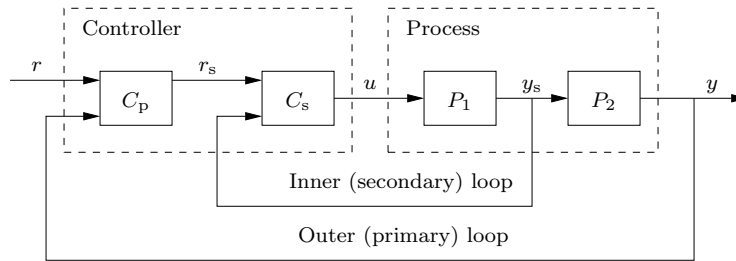 Controller
Process
r
r_s
u
y_s
y
C_p
C_s
P_1
P_2
Inner (secondary) loop
Outer (primary) loop